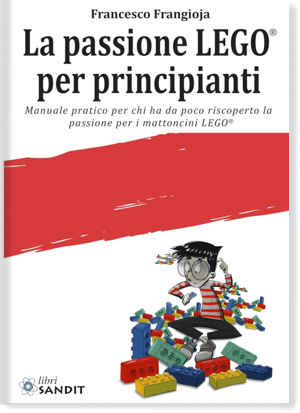 Francesco Frangioja
La passione LEGO®
per principianti
Manuale pratico per chi ha da poco riscoperto la
passione per i mattoncini LEGO®
libri
SANDIT